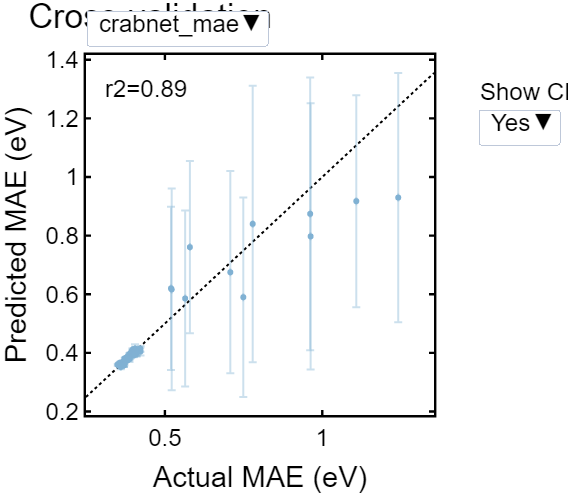 Cross validation
crabnet_mae▼
1.4
r2=0.89
Show CI
Yes ▼
1.2
1
0.8
0.6
0.4
0.2
Predicted MAE (eV)
0.5
1
Actual MAE (eV)